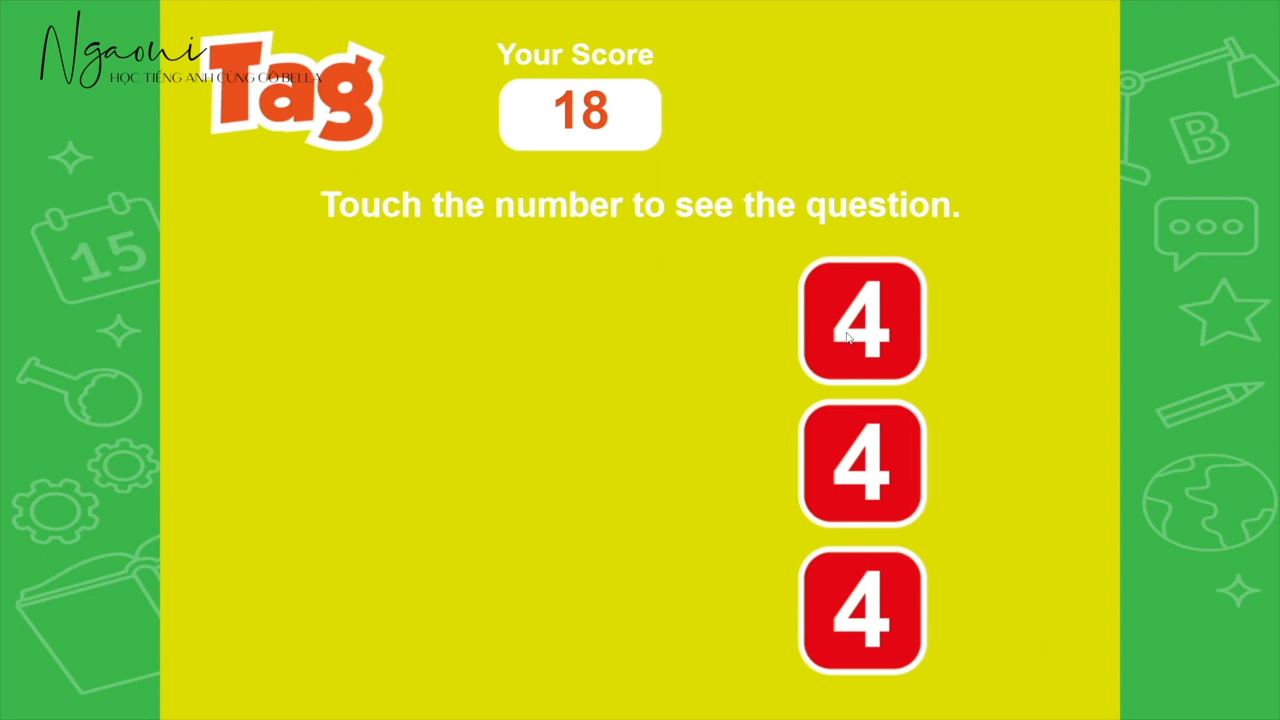 Ngaoni
HỌC TIẾNG ANH CÙNG CÔ BELLA
Tag
Your Score
18
Touch the number to see the question.
4
4
4
15
B